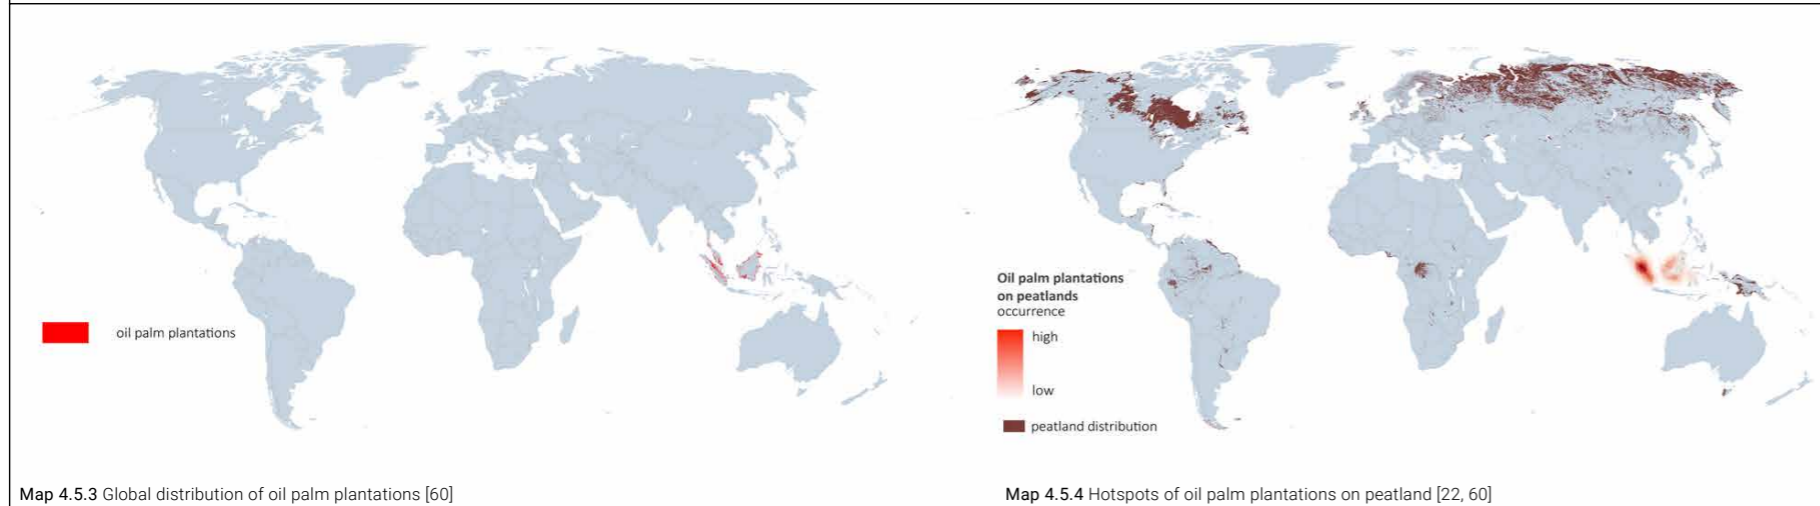 oil palm plantations
Map 4.5.3 Global distribution of oil palm plantations [60]
Oil palm plantations
on peatlands
occurrence
high
low
peatland distribution
Map 4.5.4 Hotspots of oil palm plantations on peatland [22, 60]